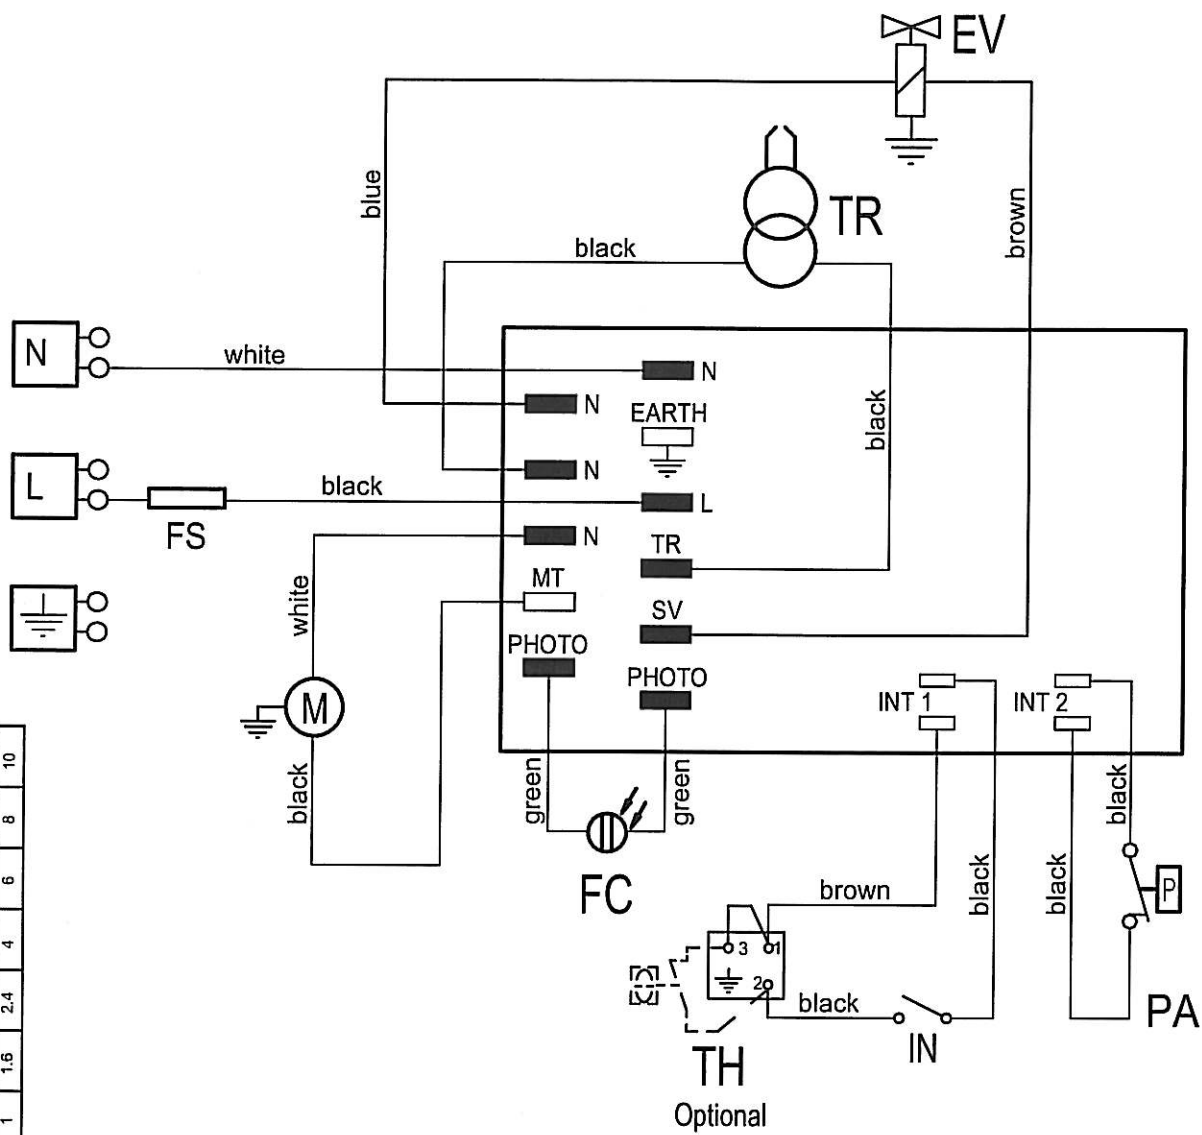 EV
blue
TR
brown
black
N
white
N
black
N
EARTH
L
N
black
L
FS
N
TR
white
MT
SV
PHOTO
PHOTO
INT 1
INT 2
M
black
green
green
black
FC
brown
black
black
P
3
1
2
black
IN
PA
TH
Optional
10
8
6
4
2.4
1.6
1